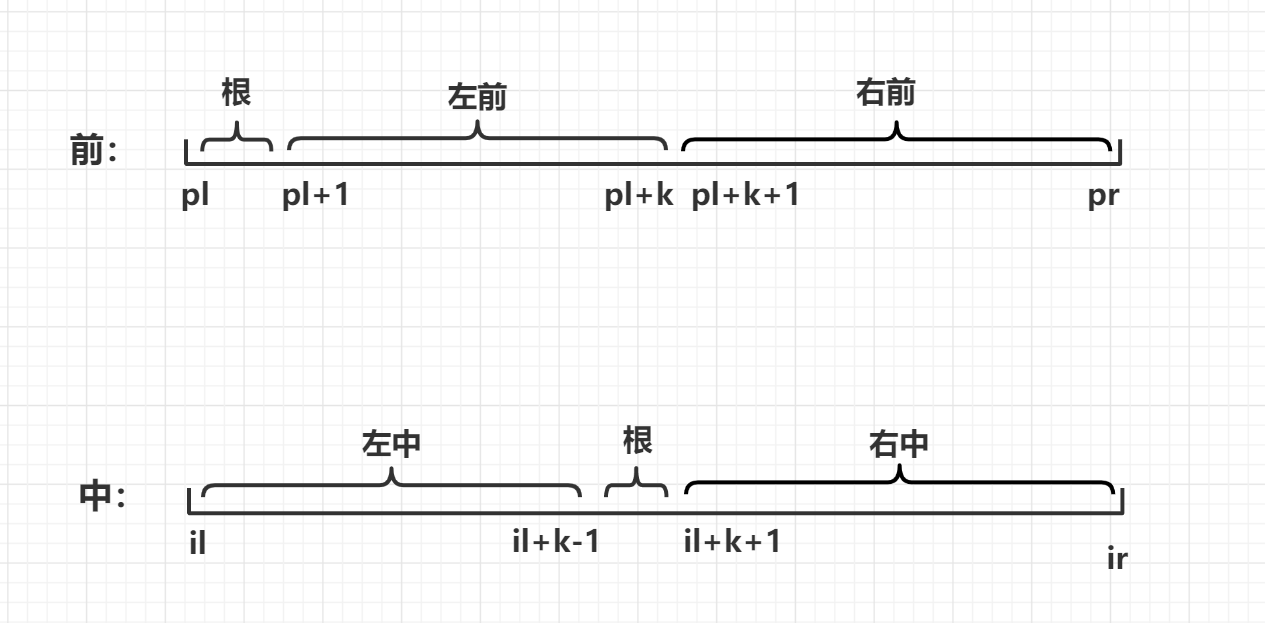 根 左前 右前
前：
pl pl+1 pl+k pl+k+1 pr
左中 根 右中
中：
il il+k-1 il+k+1 ir